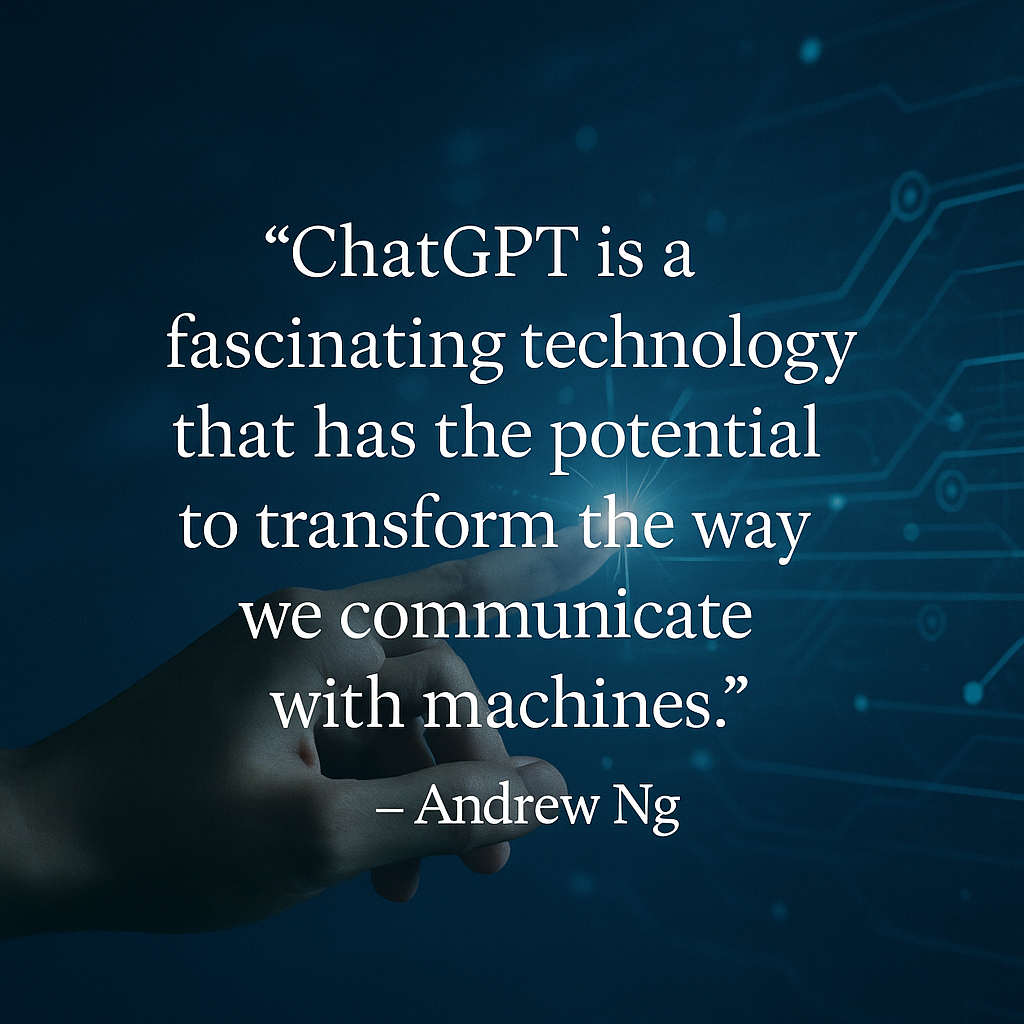 “ChatGPT is a
fascinating technology
that has the potential
to transform the way
we communicate
with machines.”
– Andrew Ng